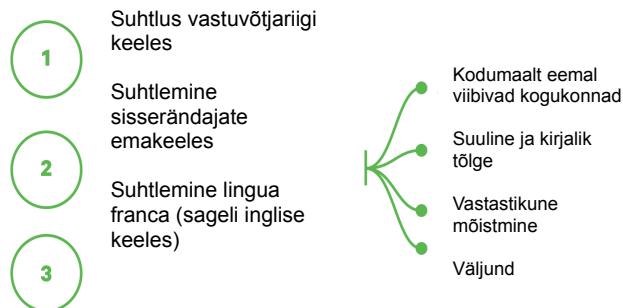 1
Suhtlus vastuvõtjariigi
keeles
2
Suhtlemine
sisserändajate
emakeeles
3
Suhtlemine lingua
franca (sageli inglise
keeles)
Kodumaalt eemal
viibivad kogukonnad
Suuline ja kirjalik
tõlge
Vastastikune
mõistmine
Väljund